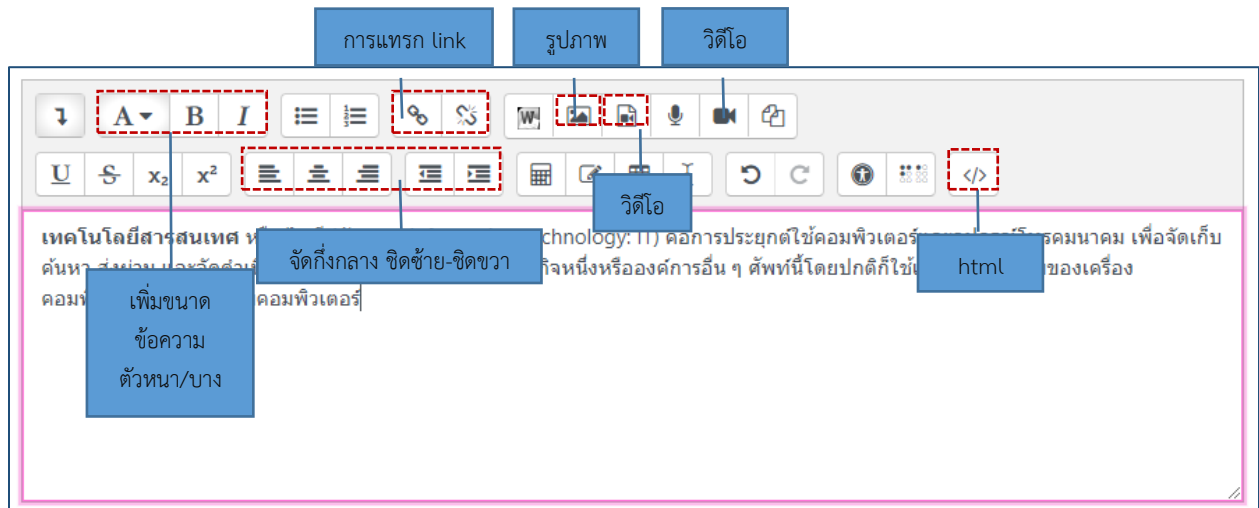 การแทรก link
รูปภาพ
วิดีโอ
A B I
W
U S x₂ x² </>
วิดีโอ
เทคโนโลยีสารสนเทศ chnology: IT) คือการประยุกต์ใช้คอมพิวเตอร์ คมนาคม เพื่อจัดเก็บ
ค้นหา ส่งผ่าน กิจหนึ่งหรือองค์การอื่น ๆ ศัพท์นี้โดยปกติก็ใช้ ของเครื่อง
คอมพิวเตอร์
จัดกึ่งกลาง ชิดซ้าย-ชิดขวา
html
เพิ่มขนาด
ข้อความ
ตัวหนา/บาง